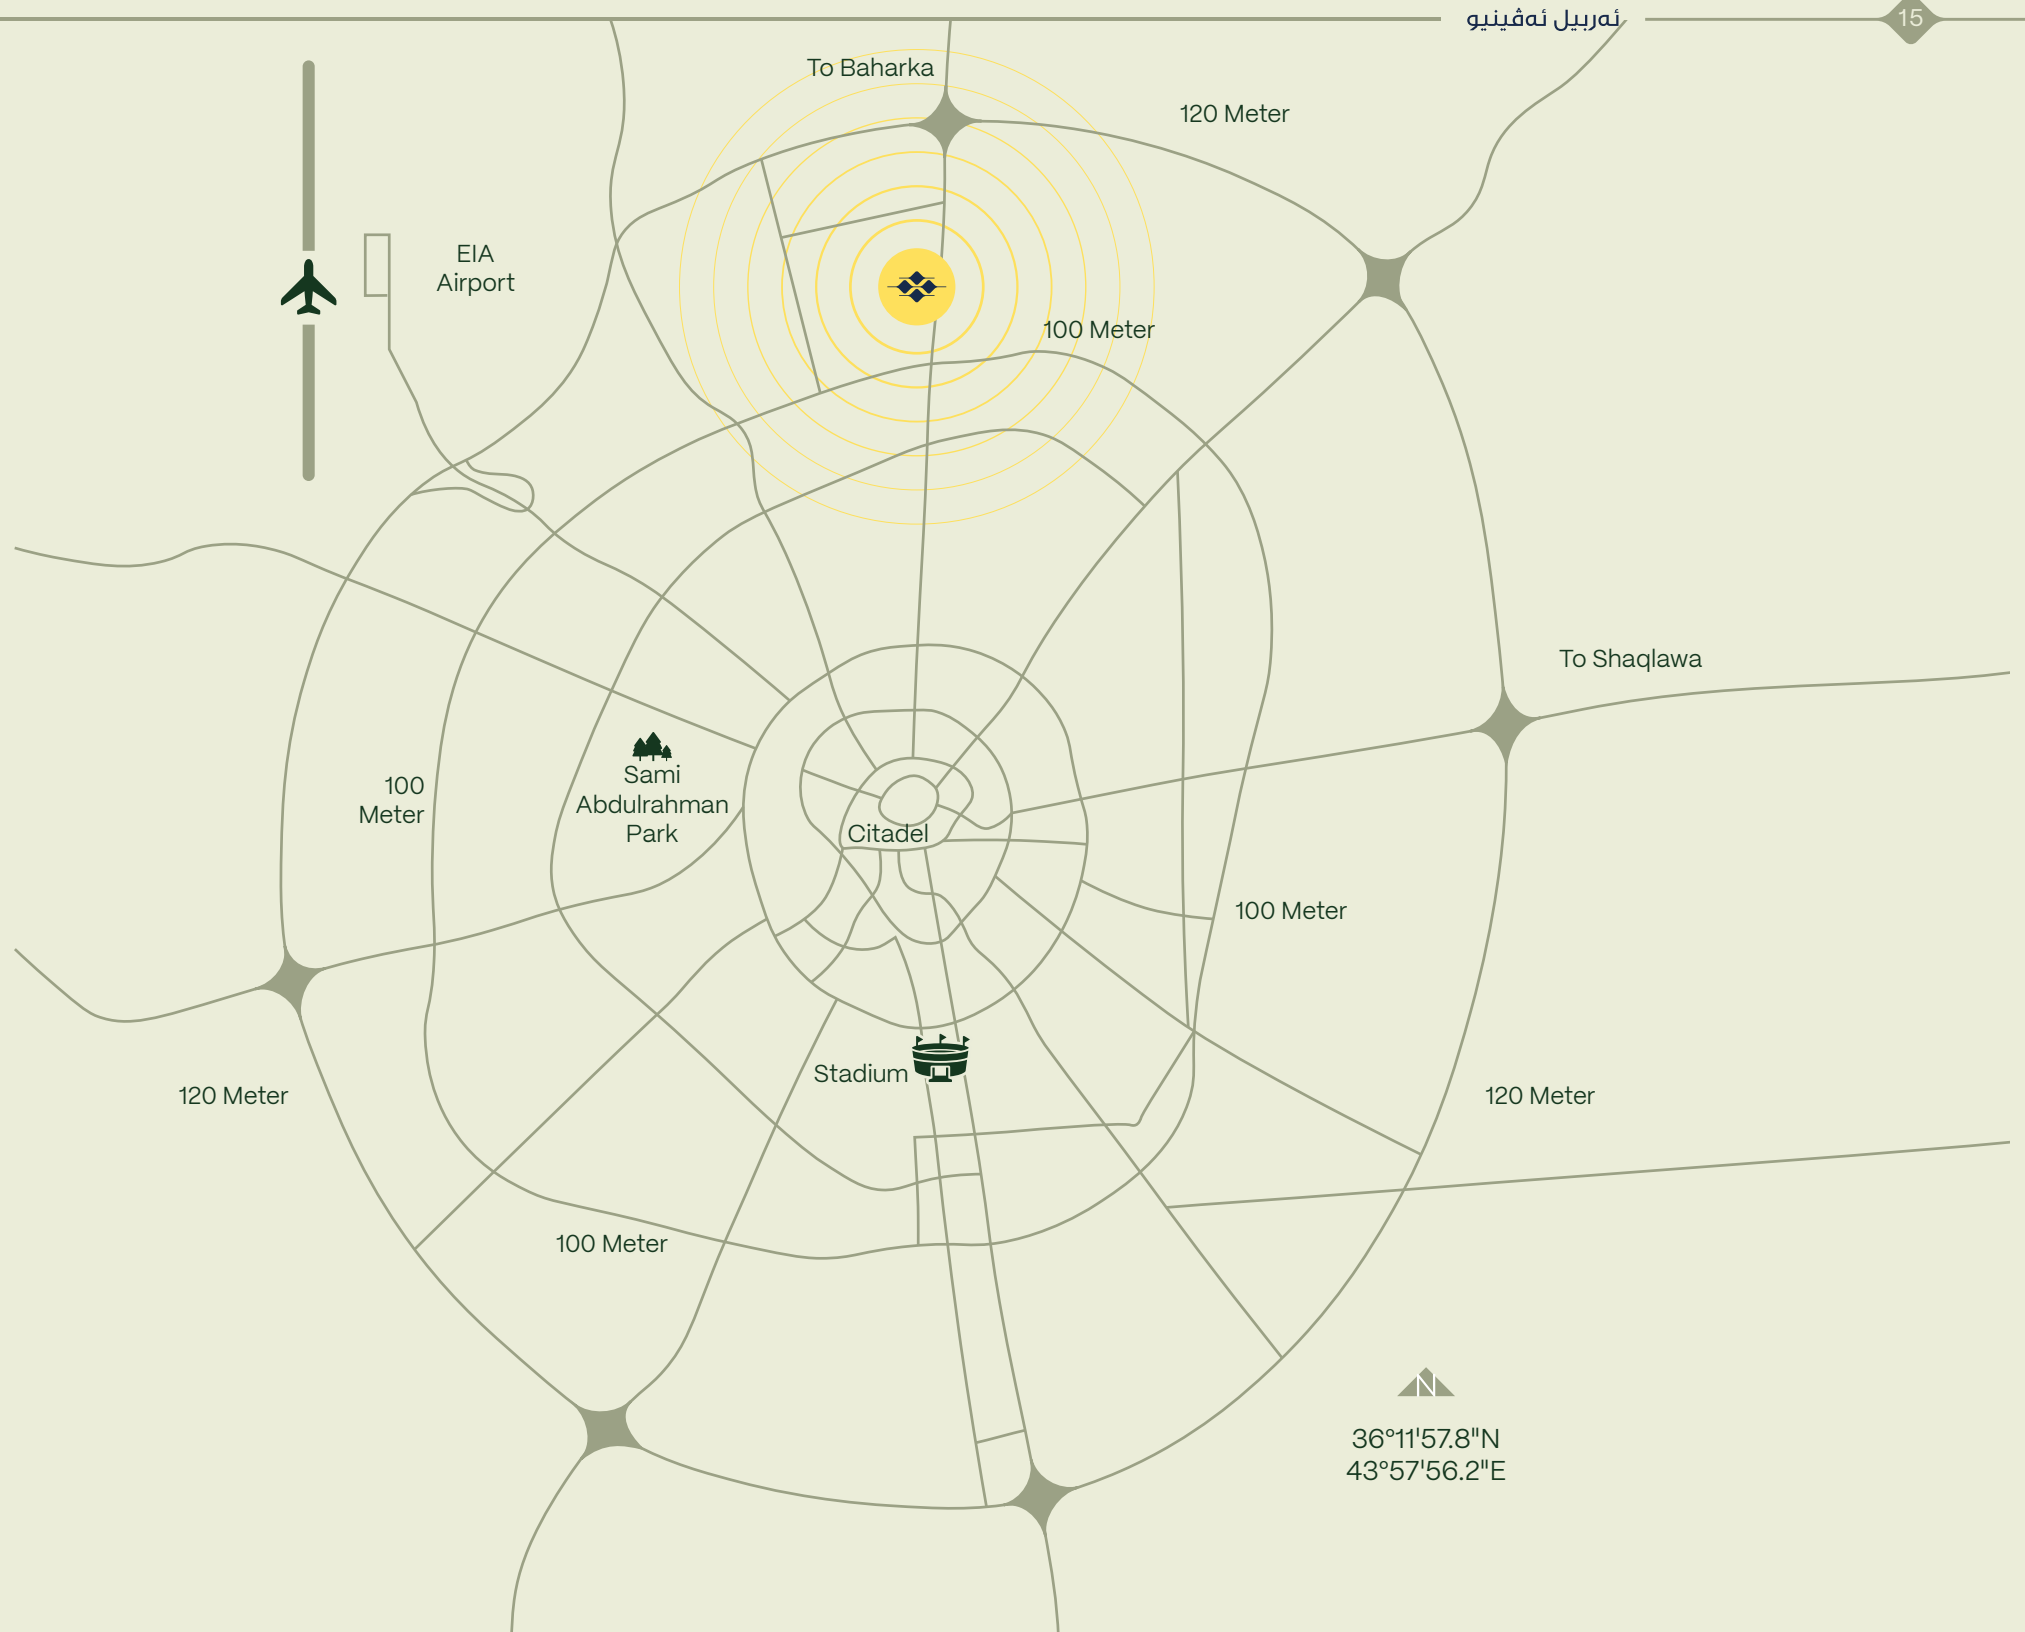 ئەربیل ئەڤینیو
15
To Baharka
120 Meter
EIA
Airport
100 Meter
To Shaqlawa
Sami
Abdulrahman
Park
100
Meter
Citadel
100 Meter
Stadium
120 Meter
120 Meter
100 Meter
N
36°11'57.8"N
43°57'56.2"E